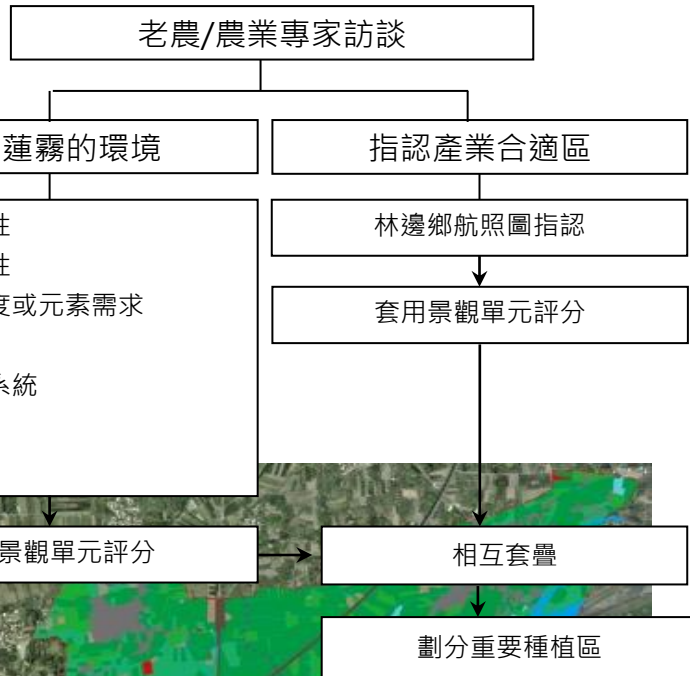 老農/農業專家訪談
蓮霧的環境
指認產業合適區
性
性
度或元素需求
系統
林邊鄉航照圖指認
套用景觀單元評分
景觀單元評分
相互套疊
劃分重要種植區